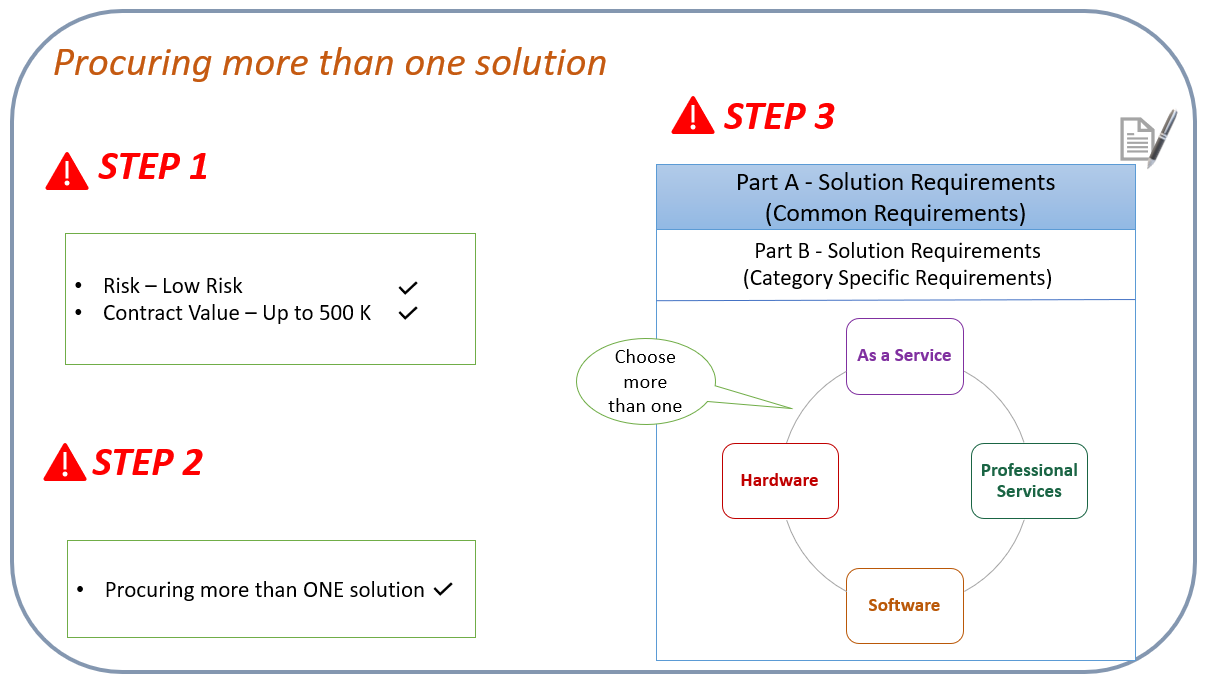 Procuring more than one solution
STEP 1
• Risk – Low Risk ✓
• Contract Value – Up to 500 K ✓
STEP 2
• Procuring more than ONE solution ✓
STEP 3
Part A - Solution Requirements
(Common Requirements)
Part B - Solution Requirements
(Category Specific Requirements)
Choose
more
than one
As a Service
Hardware
Professional
Services
Software